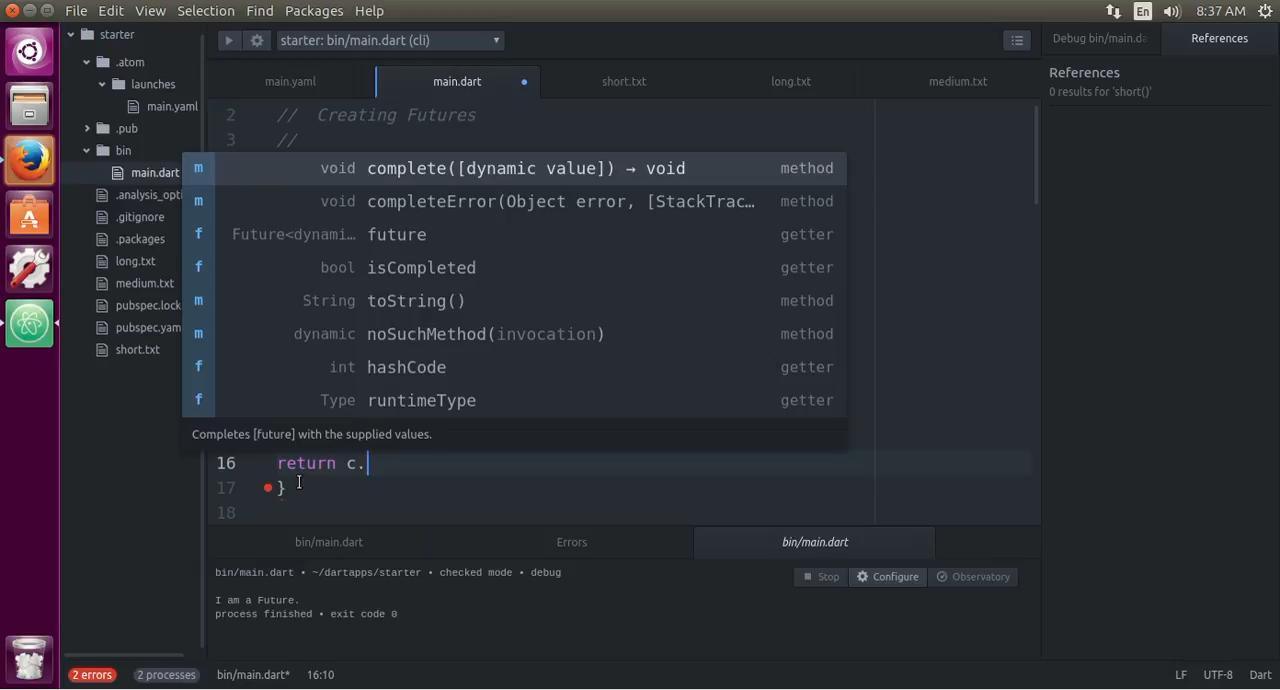 File Edit View Selection Find Packages Help
En 8:37 AM
starter
.atom
launches
main.yaml
.pub
bin
main.dart
.analysis_opti
.gitignore
.packages
long.txt
medium.txt
pubspec.lock
pubspec.yam
short.txt
starter: bin/main.dart (cli)
main.yaml main.dart short.txt long.txt medium.txt
2 // Creating Futures
3 //
m void complete([dynamic value]) → void method
m void completeError(Object error, [StackTrac… method
f Future<dynami… future getter
f bool isCompleted getter
m String toString() method
m dynamic noSuchMethod(invocation) method
f int hashCode getter
f Type runtimeType getter
Completes [future] with the supplied values.
16 return c.
17 }
18
bin/main.dart Errors bin/main.dart
bin/main.dart • ~/dartapps/starter • checked mode • debug
Stop Configure Observatory
I am a Future.
process finished • exit code 0
Debug bin/main.da References
References
0 results for 'short()'
2 errors 2 processes bin/main.dart* 16:10 LF UTF-8 Dart